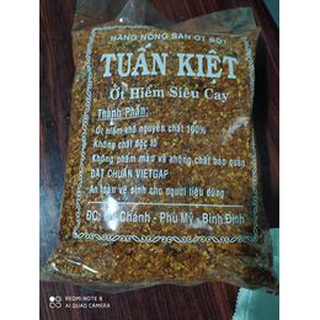 HÀNG NÔNG SẢN ỚT BỘT
TUẤN KIỆT
Ớt Hiểm Siêu Cay
Thành Phần:
Ớt hiểm khô nguyên chất 100%
Không chất độc tố
Không phẩm màu và không chất bảo quản
ĐẠT CHUẨN VIETGAP
An toàn vệ sinh cho người tiêu dùng
ĐC: Chánh - Phù Mỹ - Bình Định
REDMI NOTE 8
AI QUAD CAMERA